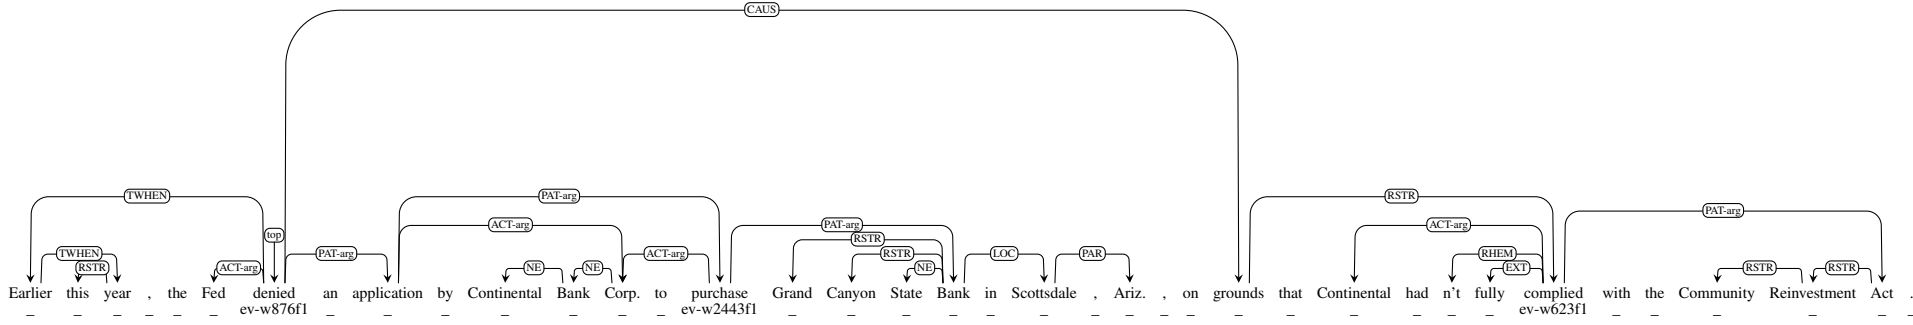 CAUS
TWHEN PAT-arg RSTR
PAT-arg
ACT-arg PAT-arg ACT-arg
top RSTR
TWHEN PAT-arg ACT-arg RSTR LOC PAR RHEM
RSTR ACT-arg NE NE NE EXT RSTR RSTR
Earlier this year , the Fed denied an application by Continental Bank Corp. to purchase Grand Canyon State Bank in Scottsdale , Ariz. , on grounds that Continental had n't fully complied with the Community Reinvestment Act .
_ _ _ _ _ _ ev-w876f1 _ _ _ _ _ _ _ ev-w2443f1 _ _ _ _ _ _ _ _ _ _ _ _ _ _ _ _ ev-w623f1 _ _ _ _ _ _